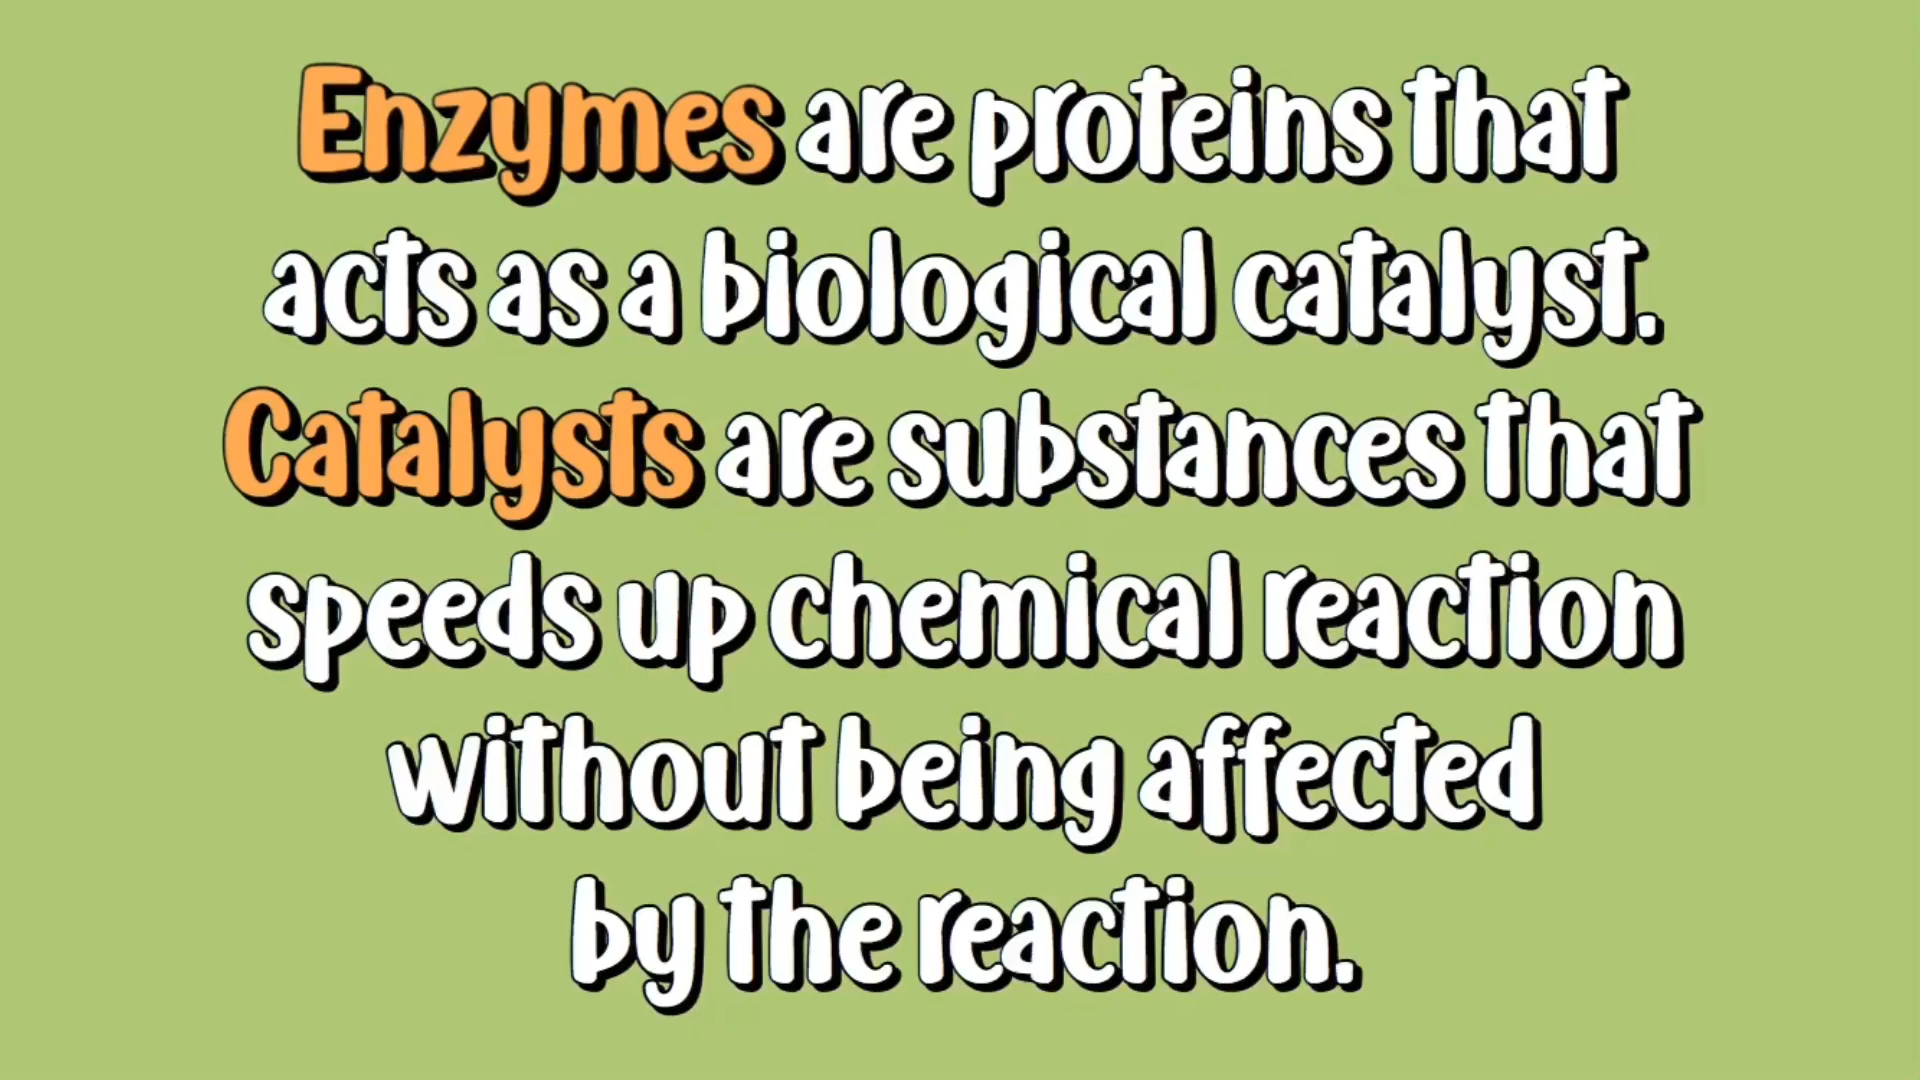 Enzymes are proteins that
acts as a biological catalyst.
Catalysts are substances that
speeds up chemical reaction
without being affected
by the reaction.